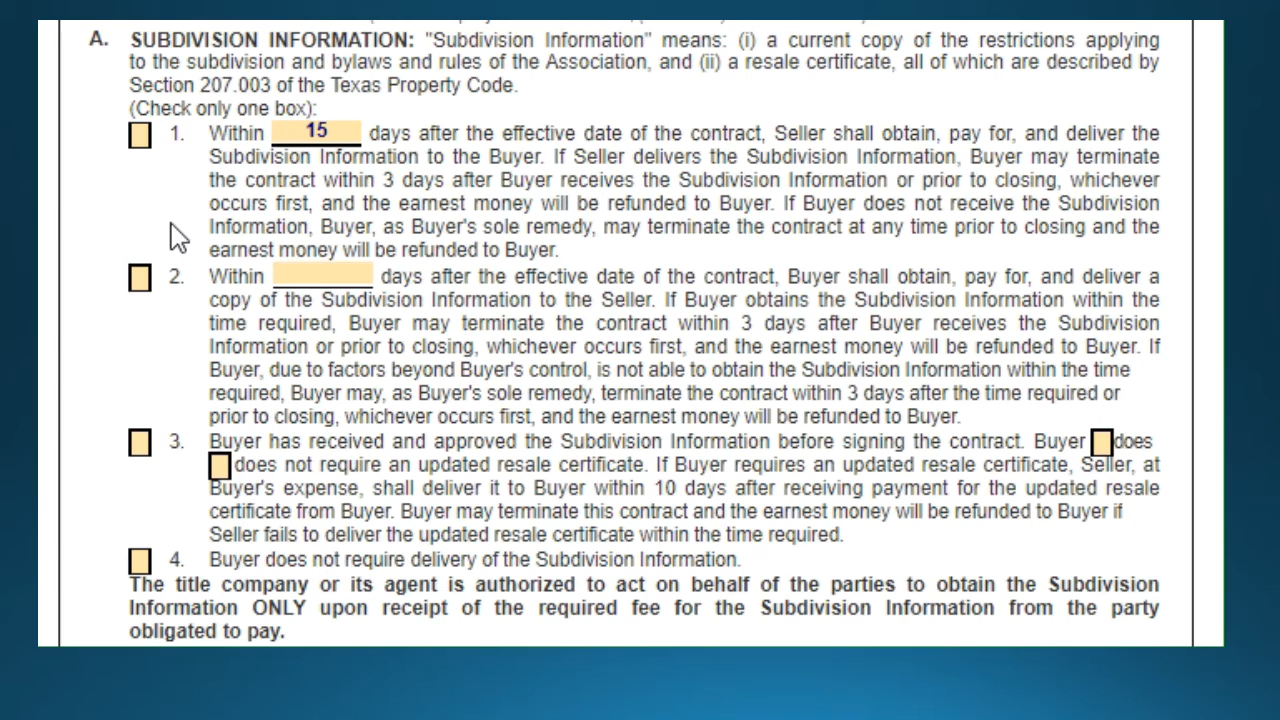 A. SUBDIVISION INFORMATION: "Subdivision Information" means: (i) a current copy of the restrictions applying
to the subdivision and bylaws and rules of the Association, and (ii) a resale certificate, all of which are described by
Section 207.003 of the Texas Property Code.
(Check only one box):
1. Within 15 days after the effective date of the contract, Seller shall obtain, pay for, and deliver the
Subdivision Information to the Buyer. If Seller delivers the Subdivision Information, Buyer may terminate
the contract within 3 days after Buyer receives the Subdivision Information or prior to closing, whichever
occurs first, and the earnest money will be refunded to Buyer. If Buyer does not receive the Subdivision
Information, Buyer, as Buyer's sole remedy, may terminate the contract at any time prior to closing and the
earnest money will be refunded to Buyer.
2. Within days after the effective date of the contract, Buyer shall obtain, pay for, and deliver a
copy of the Subdivision Information to the Seller. If Buyer obtains the Subdivision Information within the
time required, Buyer may terminate the contract within 3 days after Buyer receives the Subdivision
Information or prior to closing, whichever occurs first, and the earnest money will be refunded to Buyer. If
Buyer, due to factors beyond Buyer's control, is not able to obtain the Subdivision Information within the time
required, Buyer may, as Buyer's sole remedy, terminate the contract within 3 days after the time required or
prior to closing, whichever occurs first, and the earnest money will be refunded to Buyer.
3. Buyer has received and approved the Subdivision Information before signing the contract. Buyer does
does not require an updated resale certificate. If Buyer requires an updated resale certificate, Seller, at
Buyer's expense, shall deliver it to Buyer within 10 days after receiving payment for the updated resale
certificate from Buyer. Buyer may terminate this contract and the earnest money will be refunded to Buyer if
Seller fails to deliver the updated resale certificate within the time required.
4. Buyer does not require delivery of the Subdivision Information.
The title company or its agent is authorized to act on behalf of the parties to obtain the Subdivision
Information ONLY upon receipt of the required fee for the Subdivision Information from the party
obligated to pay.